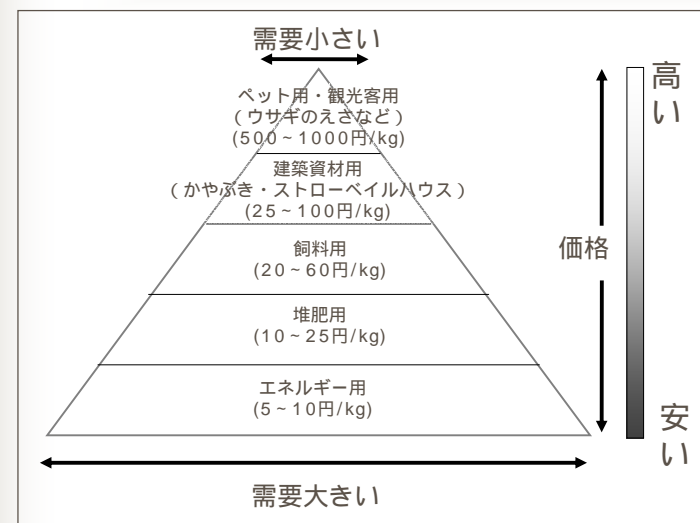 需要小さい
ペット用・観光客用
（ウサギのえさなど）
(500~1000円/kg)
建築資材用
（かやぶき・ストローベイルハウス）
(25~100円/kg)
飼料用
(20~60円/kg)
堆肥用
(10~25円/kg)
エネルギー用
(5~10円/kg)
需要大きい
価格
高い
安い